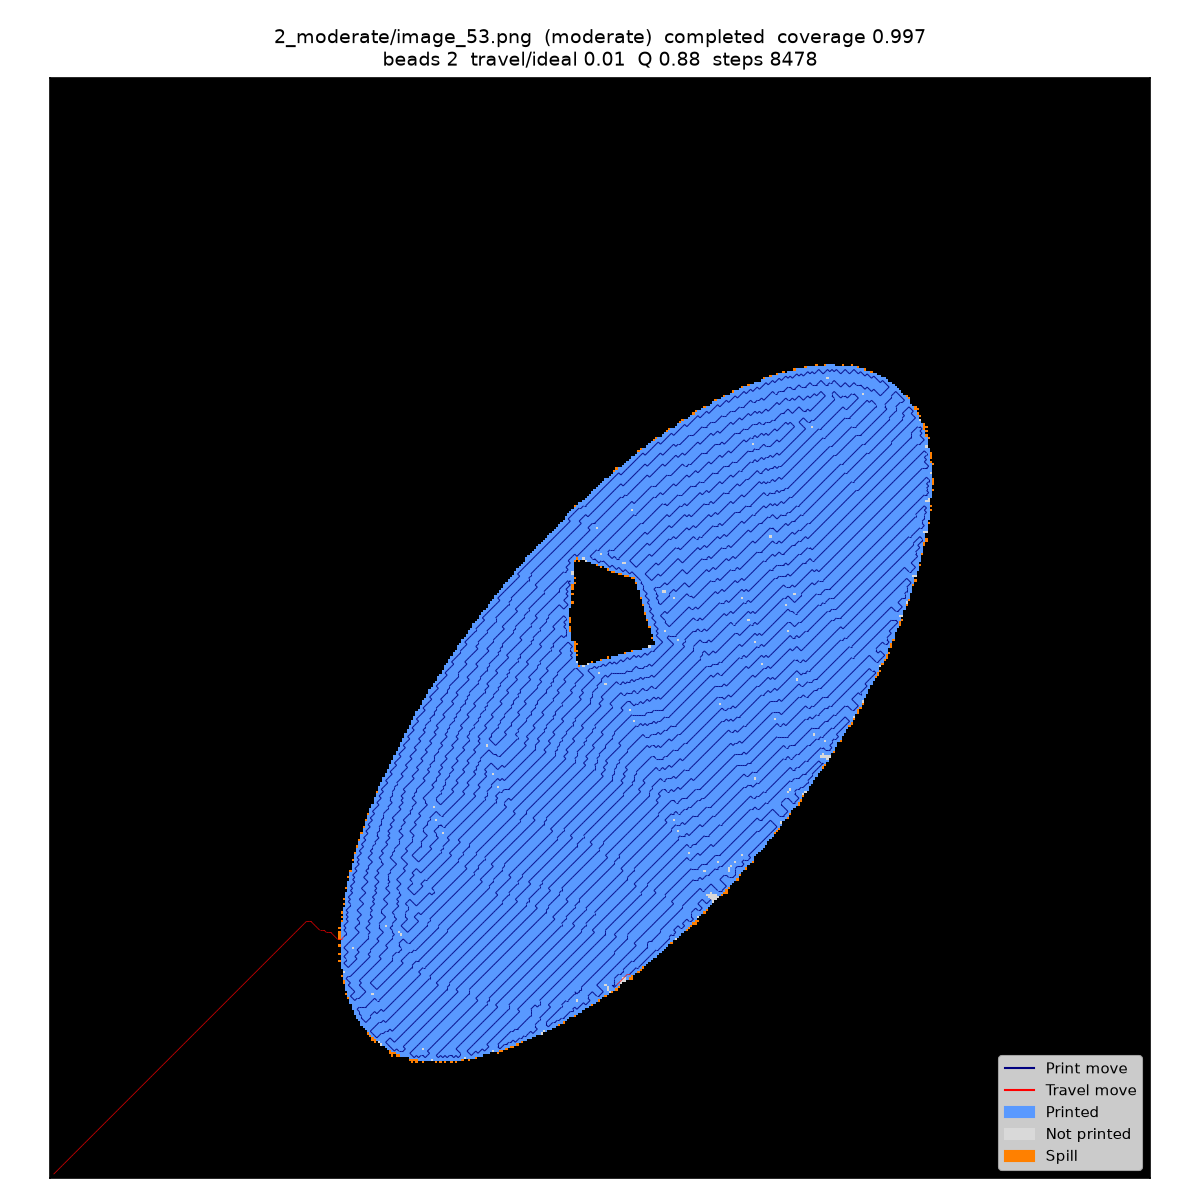 2_moderate/image_53.png  (moderate)  completed  coverage 0.997
beads 2  travel/ideal 0.01  Q 0.88  steps 8478
Print move
Travel move
Printed
Not printed
Spill